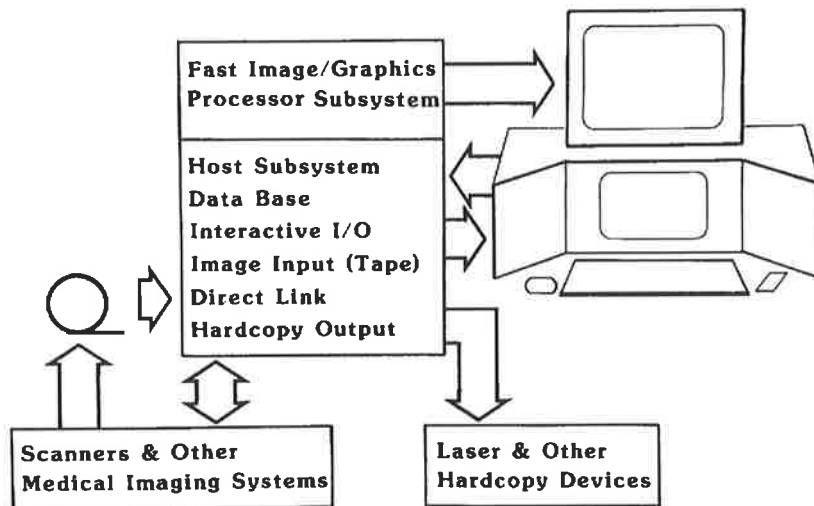 Fast Image/Graphics
Processor Subsystem
Host Subsystem
Data Base
Interactive I/O
Image Input (Tape)
Direct Link
Hardcopy Output
Scanners & Other
Medical Imaging Systems
Laser & Other
Hardcopy Devices